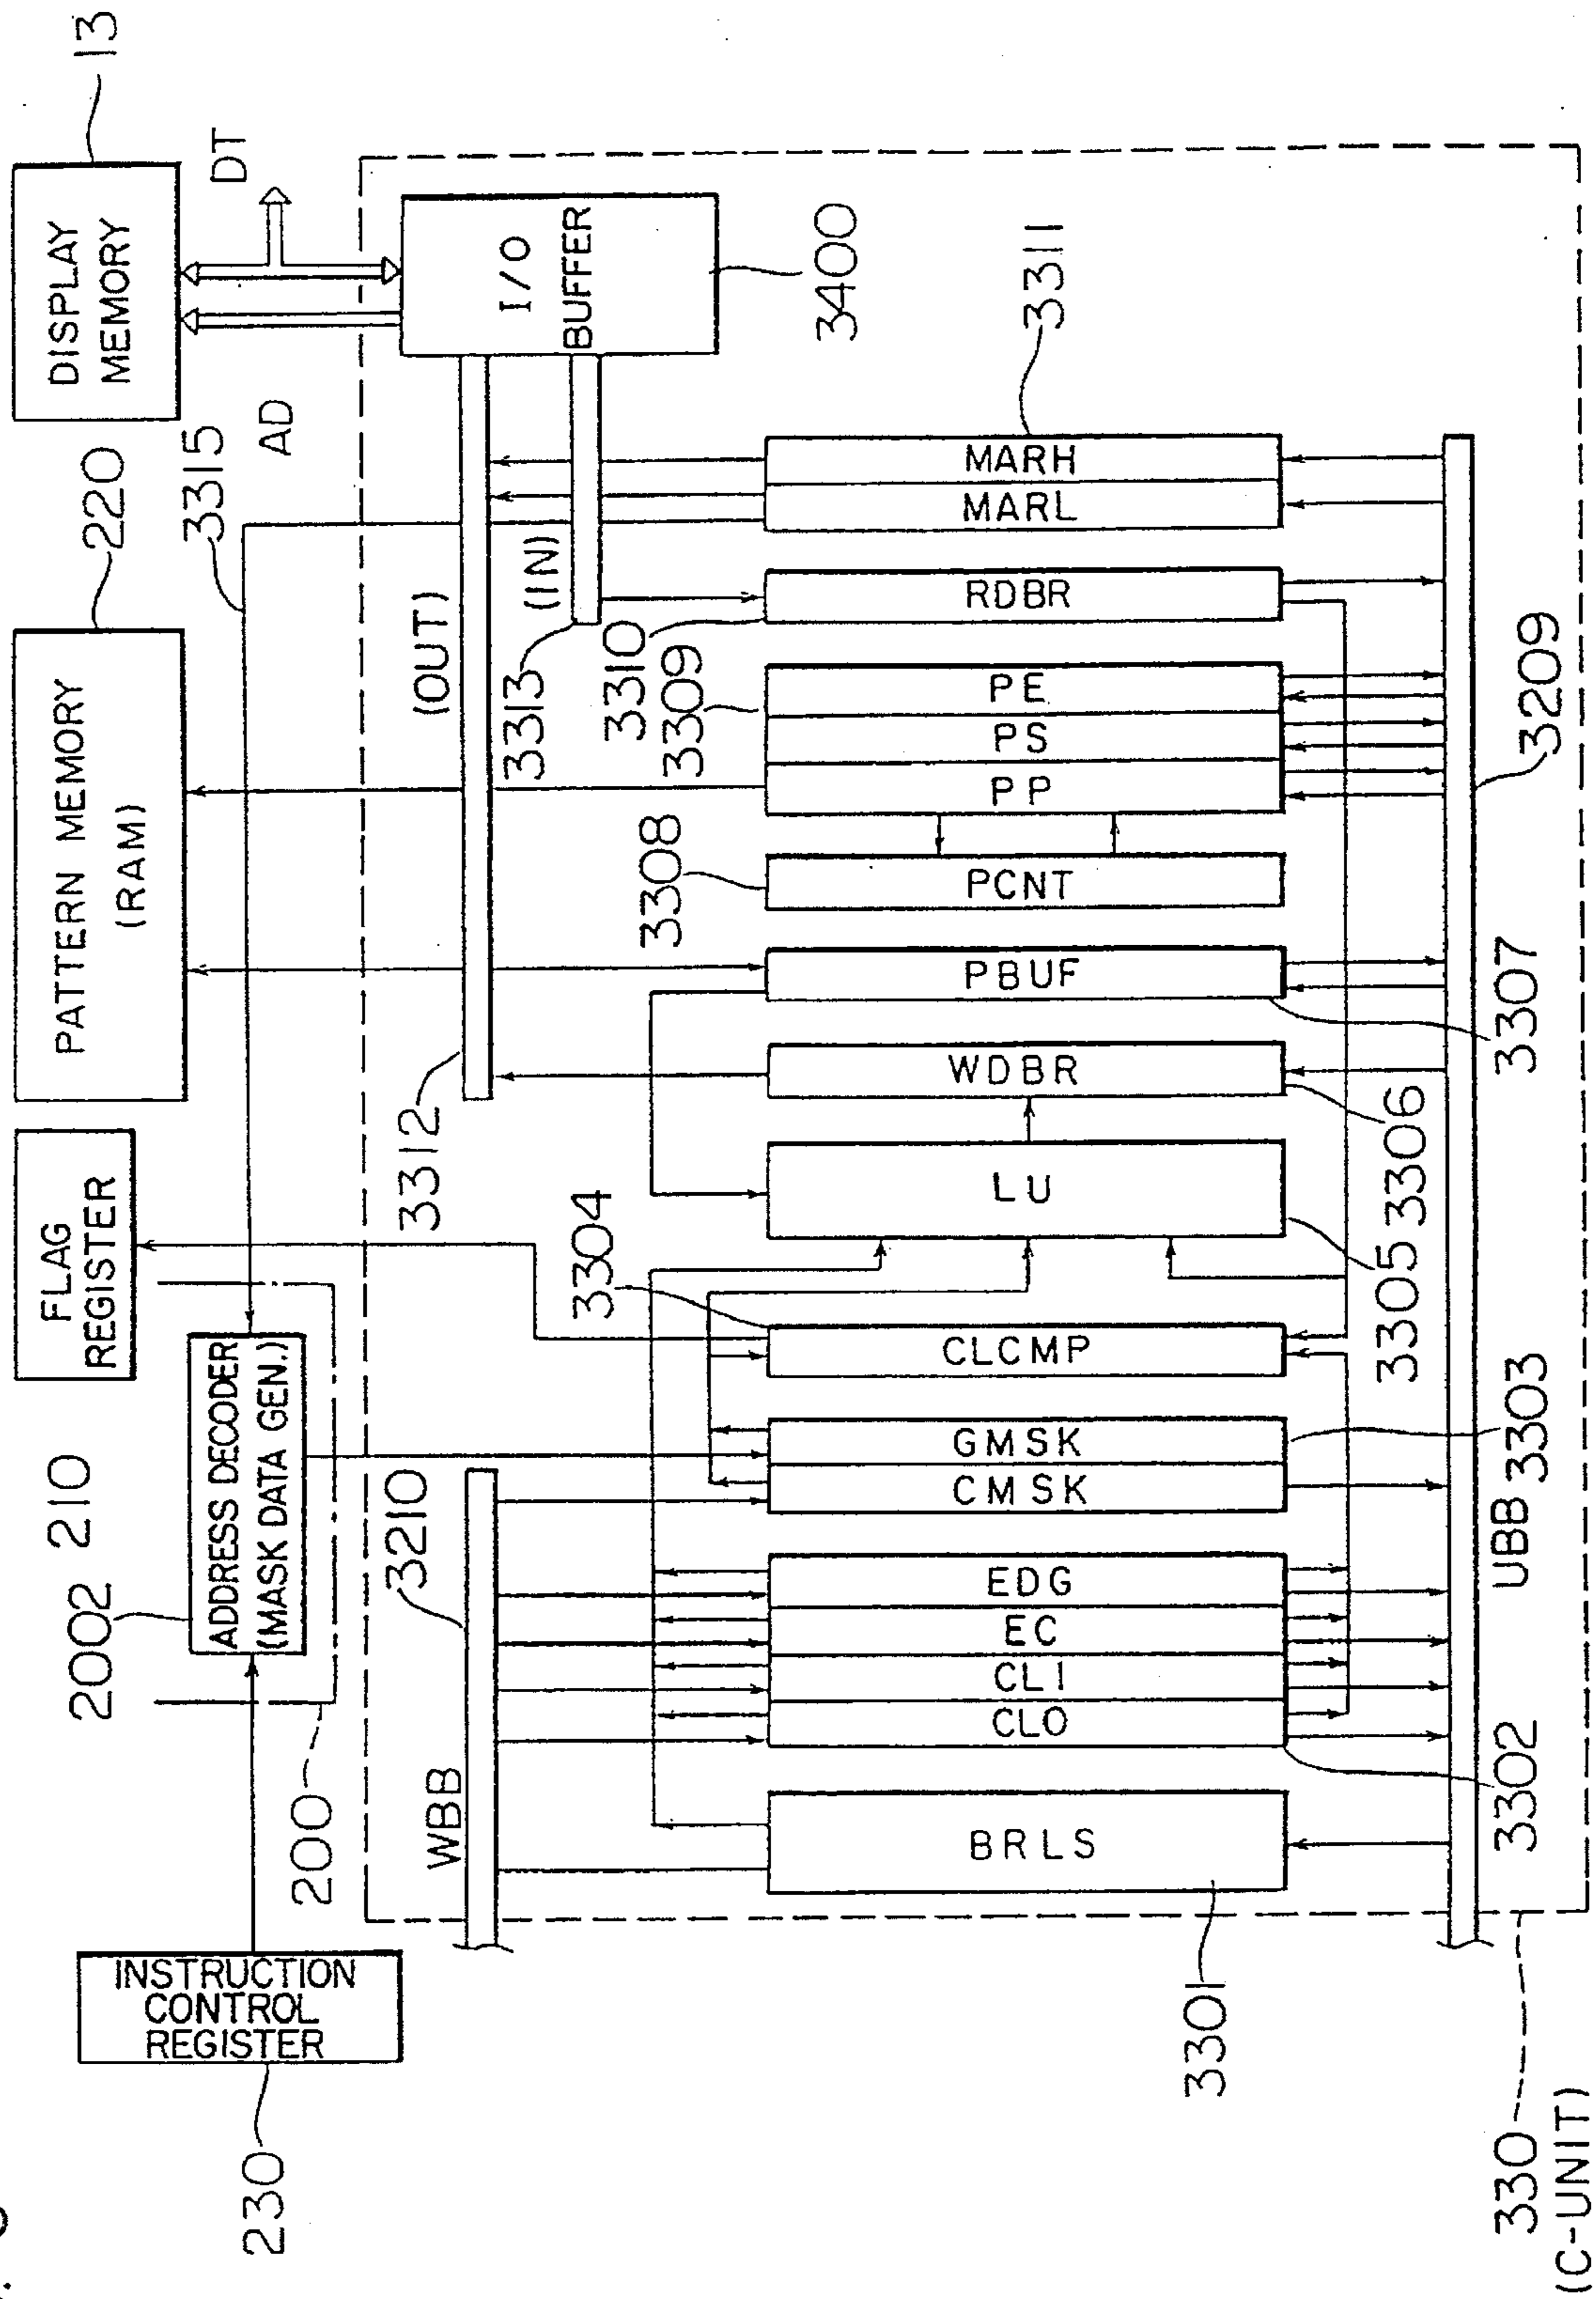 230
INSTRUCTION
CONTROL
REGISTER
200
2002
210
ADDRESS DECODER
(MASK DATA GEN.)
FLAG
REGISTER
PATTERN MEMORY
(RAM)
220
3315
DISPLAY
MEMORY
13
AD
DT
WBB
3210
3312
(OUT)
(IN)
3313
I/O
BUFFER
3400
3304
3308
3309
3310
3311
BRLS
CLO
CLI
EC
EDG
CMSK
GMSK
CLCMP
LU
WDBR
PBUF
PCNT
PP
PS
PE
RDBR
MARL
MARH
3301
3302
UBB
3303
3305
3306
3307
3209
330
(C-UNIT)